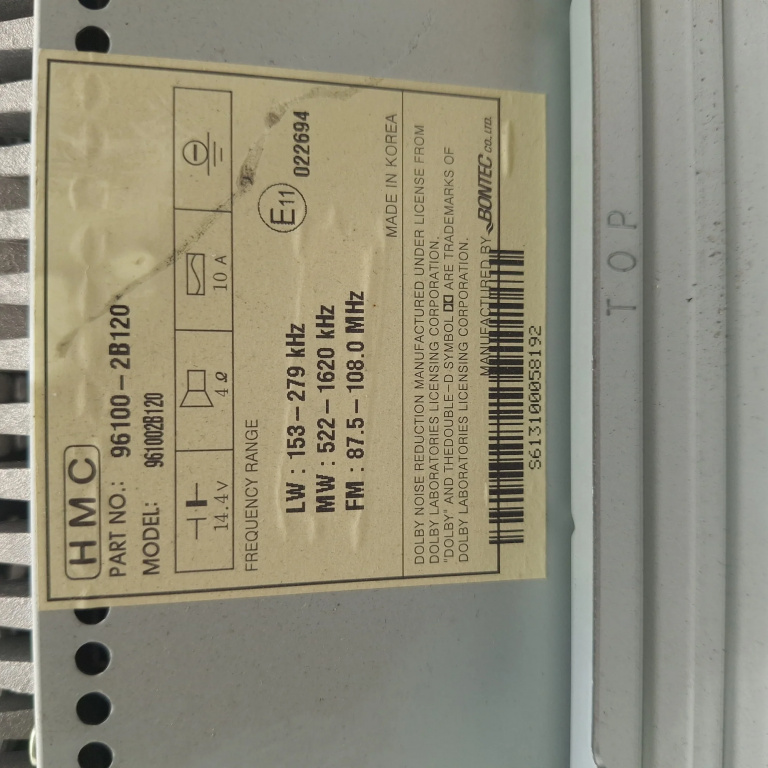 HMC
PART NO.: 96100-2B120
MODEL: 961002B120
14.4V 4Ω 10A
FREQUENCY RANGE
LW : 153-279 kHz
MW : 522-1620 kHz
FM : 87.5-108.0 MHz
E11 022694
MADE IN KOREA
DOLBY NOISE REDUCTION MANUFACTURED UNDER LICENSE FROM
DOLBY LABORATORIES LICENSING CORPORATION.
"DOLBY" AND THEDOUBLE-D SYMBOL ARE TRADEMARKS OF
DOLBY LABORATORIES LICENSING CORPORATION.
MANUFACTURED BY BONTEC co., LTD.
S613100058192
TOP